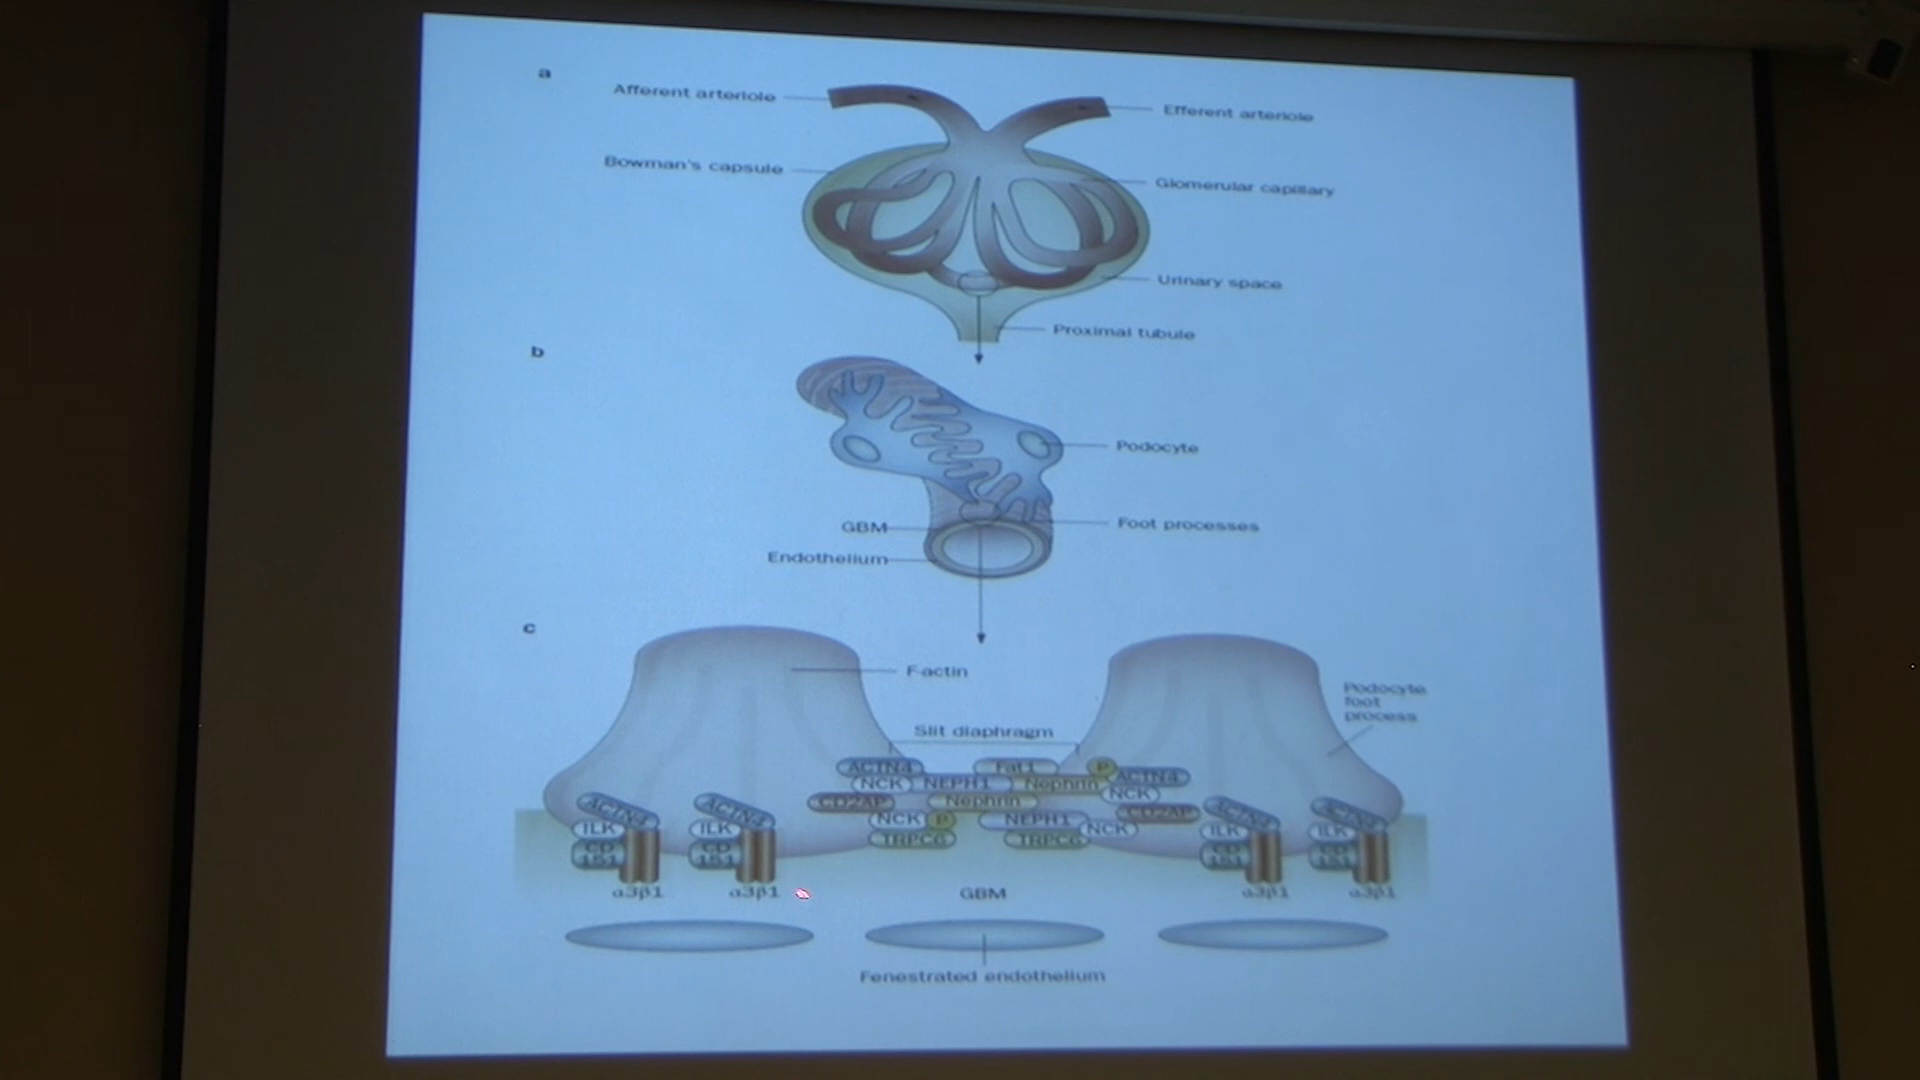 a
Afferent arteriole
Efferent arteriole
Bowman's capsule
Glomerular capillary
Urinary space
Proximal tubule
b
Podocyte
GBM
Foot processes
Endothelium
c
F-actin
Podocyte
foot
process
Slit diaphragm
ACTN4 Fat1 P ACTN4
NCK NEPH1 Nephrin NCK
CD2AP Nephrin CD2AP
NCK P NEPH1 NCK
TRPC6 TRPC6
ACTN4 ACTN4 ACTN4 ACTN4
ILK ILK ILK ILK
CD CD CD CD
151 151 151 151
α3β1 α3β1 GBM α3β1 α3β1
Fenestrated endothelium